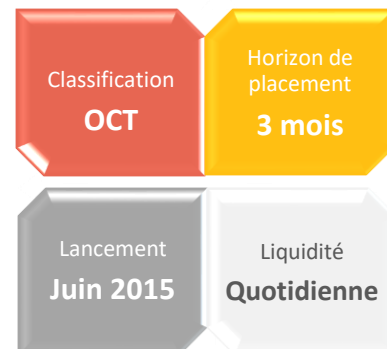 Classification
OCT
Horizon de
placement
3 mois
Lancement
Juin 2015
Liquidité
Quotidienne